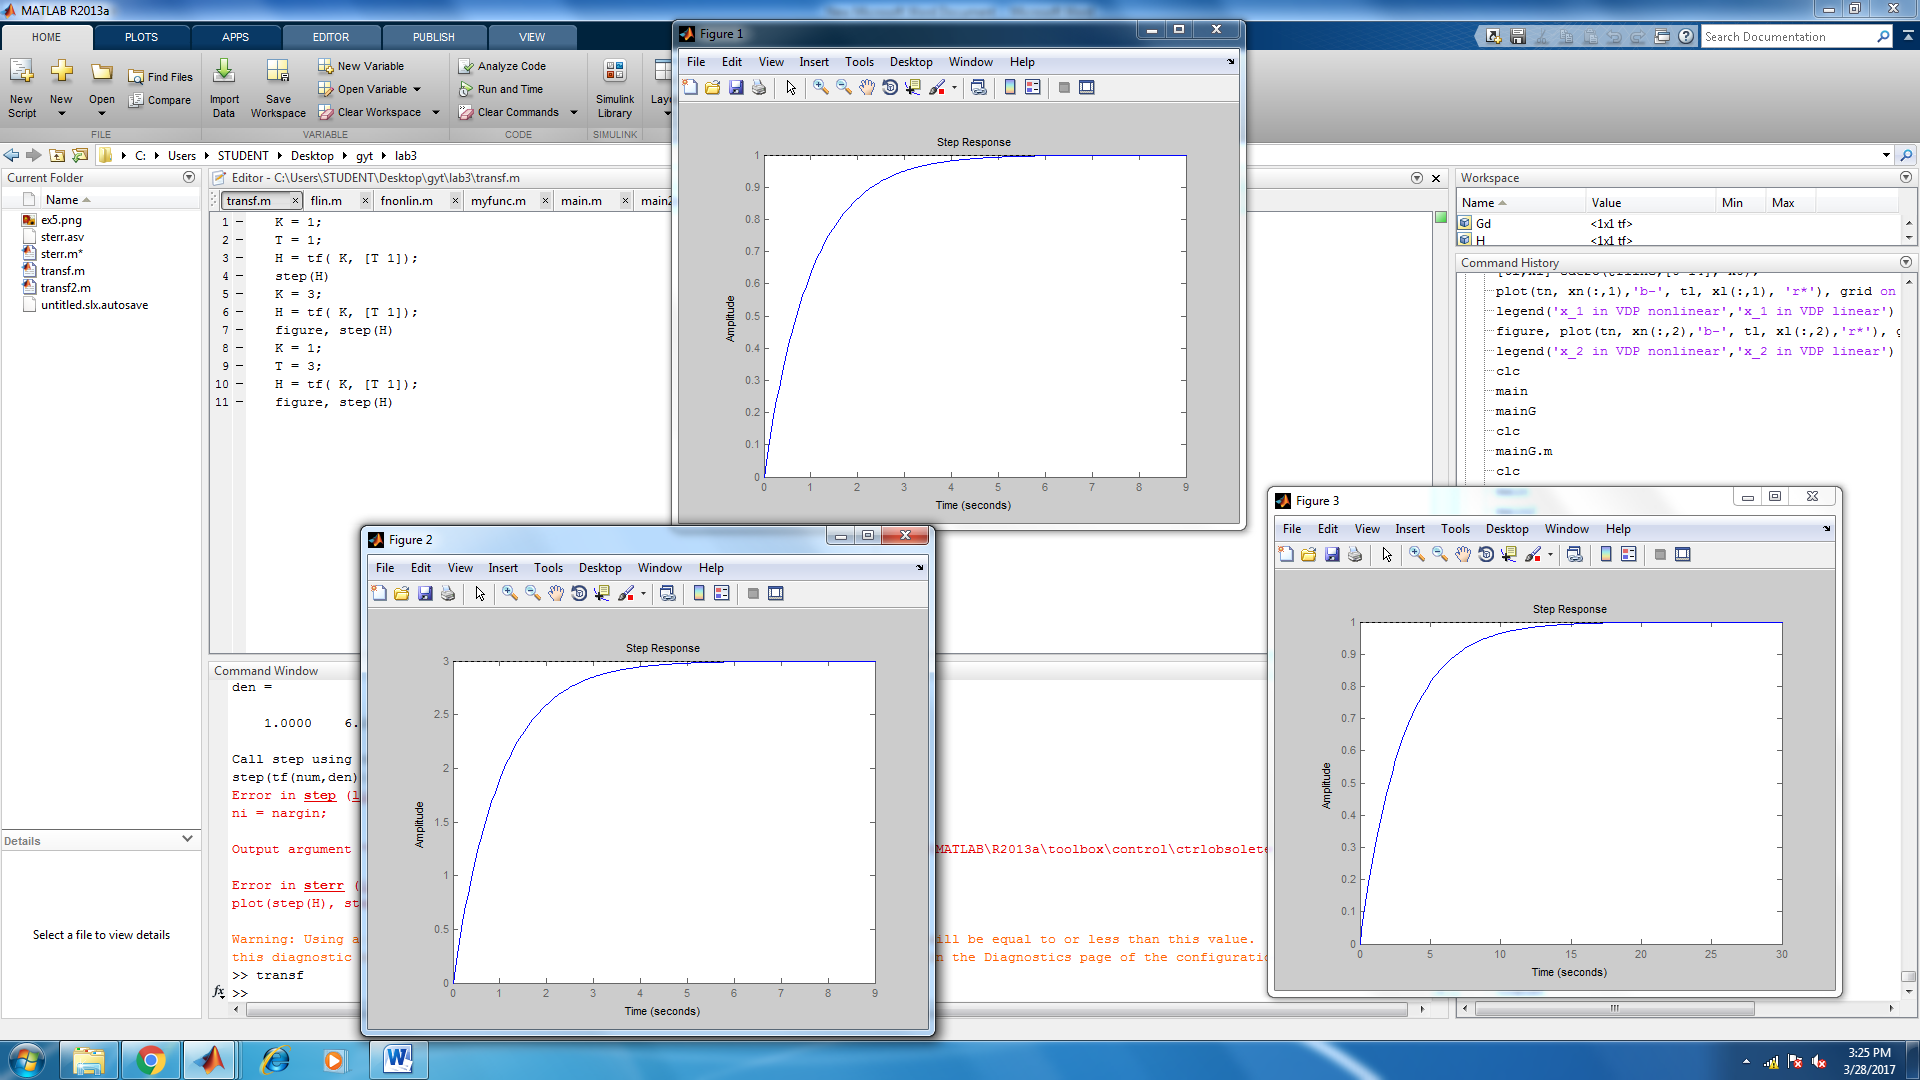 MATLAB R2013a
HOME PLOTS APPS EDITOR PUBLISH VIEW
Search Documentation
New Script
New
Open
Find Files
Compare
Import Data
Save Workspace
New Variable
Open Variable
Clear Workspace
Analyze Code
Run and Time
Clear Commands
Simulink Library
FILE VARIABLE CODE SIMULINK
C: Users STUDENT Desktop gyt lab3
Current Folder
Name
ex5.png
sterr.asv
sterr.m*
transf.m
transf2.m
untitled.slx.autosave
Details
Select a file to view details
Editor - C:\Users\STUDENT\Desktop\gyt\lab3\transf.m
transf.m flin.m fnonlin.m myfunc.m main.m
1 K = 1;
2 T = 1;
3 H = tf( K, [T 1]);
4 step(H)
5 K = 3;
6 H = tf( K, [T 1]);
7 figure, step(H)
8 K = 1;
9 T = 3;
10 H = tf( K, [T 1]);
11 figure, step(H)
Command Window
den =
1.0000 6.
Call step using
step(tf(num,den)
Error in step (
ni = nargin;
Output argument
MATLAB\R2013a\toolbox\control\ctrlobsolete
Error in sterr (
plot(step(H), st
Warning: Using a
ill be equal to or less than this value.
this diagnostic
n the Diagnostics page of the configuratio
>> transf
fx >>
Workspace
Name Value Min Max
Gd <1x1 tf>
H <1x1 tf>
Command History
plot(tn, xn(:,1),'b-', tl, xl(:,1), 'r*'), grid on
legend('x_1 in VDP nonlinear','x_1 in VDP linear')
figure, plot(tn, xn(:,2),'b-', tl, xl(:,2),'r*'), g
legend('x_2 in VDP nonlinear','x_2 in VDP linear')
clc
main
mainG
clc
mainG.m
clc
Figure 1
File Edit View Insert Tools Desktop Window Help
Step Response
Amplitude
1
0.9
0.8
0.7
0.6
0.5
0.4
0.3
0.2
0.1
0
0 1 2 3 4 5 6 7 8 9
Time (seconds)
Figure 2
File Edit View Insert Tools Desktop Window Help
Step Response
Amplitude
3
2.5
2
1.5
1
0.5
0
0 1 2 3 4 5 6 7 8 9
Time (seconds)
Figure 3
File Edit View Insert Tools Desktop Window Help
Step Response
Amplitude
1
0.9
0.8
0.7
0.6
0.5
0.4
0.3
0.2
0.1
0
0 5 10 15 20 25 30
Time (seconds)
3:25 PM
3/28/2017